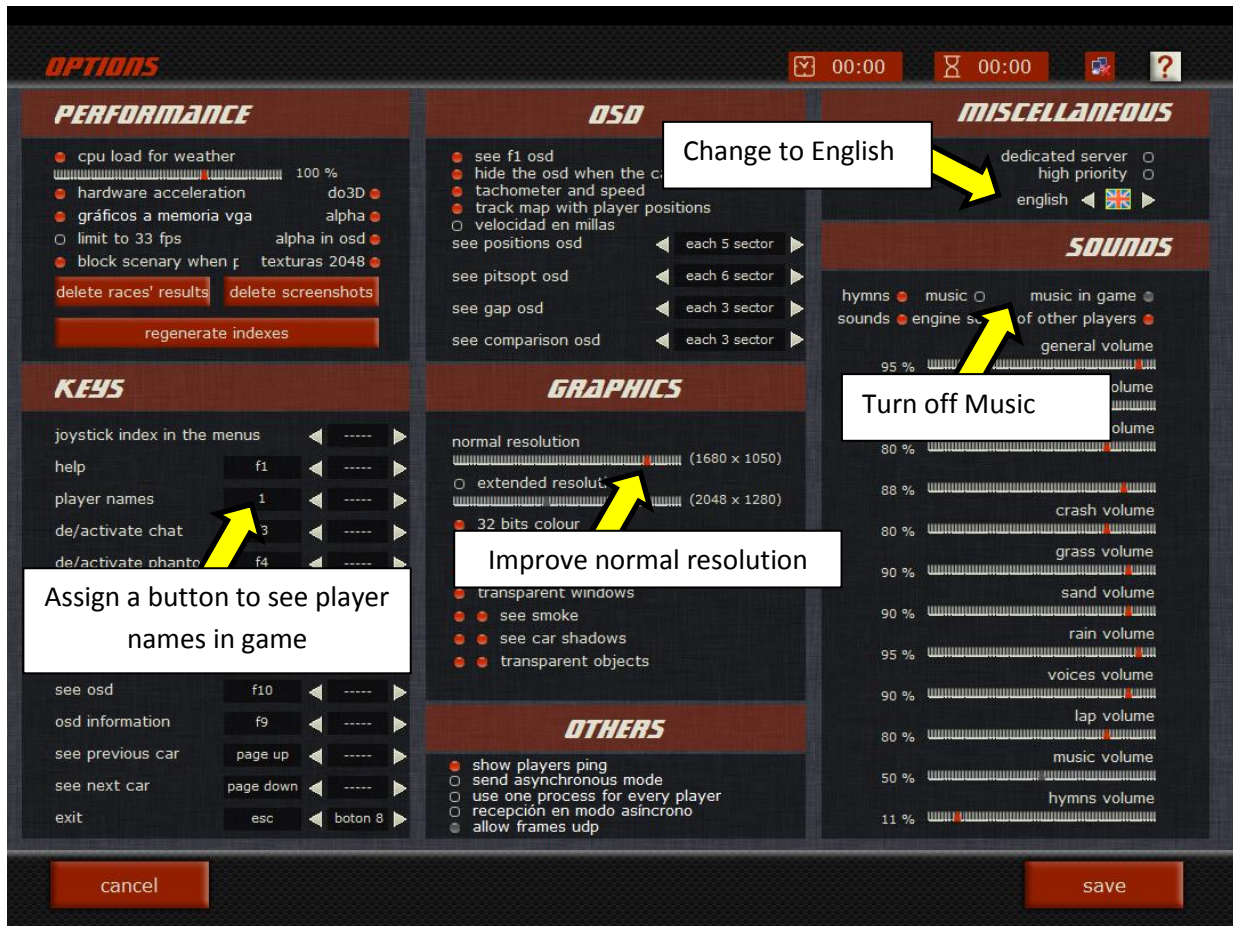 OPTIONS
00:00
00:00
?
PERFORMANCE
cpu load for weather
100 %
hardware acceleration do3D
gráficos a memoria vga alpha
limit to 33 fps alpha in osd
block scenary when texturas 2048
delete races' results delete screenshots
regenerate indexes
KEYS
joystick index in the menus -----
help f1 -----
player names 1 -----
de/activate chat 3 -----
de/activate f4 -----
Assign a button to see player
names in game
see osd f10 -----
osd information f9 -----
see previous car page up -----
see next car page down -----
exit esc boton 8
OSD
see f1 osd
hide the osd when the
tachometer and speed
track map with player positions
velocidad en millas
see positions osd each 5 sector
see pitsopt osd each 6 sector
see gap osd each 3 sector
see comparison osd each 3 sector
GRAPHICS
normal resolution
(1680 x 1050)
extended
(2048 x 1280)
32 bits colour
Improve normal resolution
transparent windows
see smoke
see car shadows
transparent objects
OTHERS
show players ping
send asynchronous mode
use one process for every player
recepción en modo asíncrono
allow frames udp
MISCELLANEOUS
Change to English
dedicated server
high priority
english
SOUNDS
hymns music music in game
sounds engine of other players
general volume
95 %
Turn off Music
80 %
88 %
crash volume
80 %
grass volume
90 %
sand volume
90 %
rain volume
95 %
voices volume
90 %
lap volume
80 %
music volume
50 %
hymns volume
11 %
cancel
save